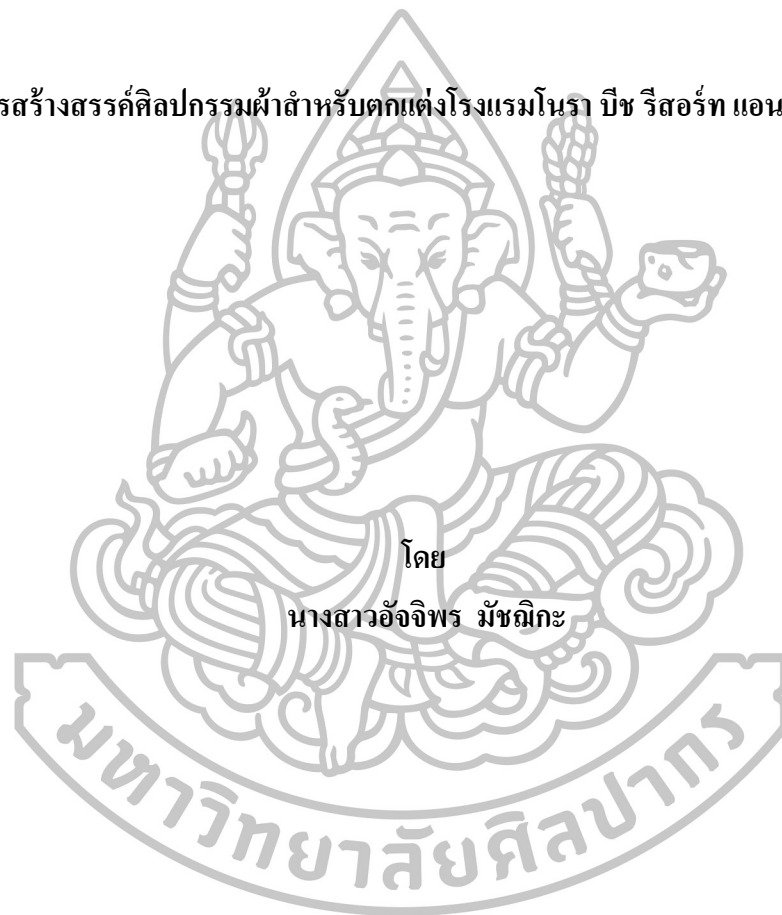 รสร้างสรรค์ศิลปกรรมผ้าสำหรับตกแต่งโรงแรมโนรา บีช รีสอร์ท แอน
โดย
นางสาวอัจจิพร มัชฌิกะ
มหาวิทยาลัยศิลปากร